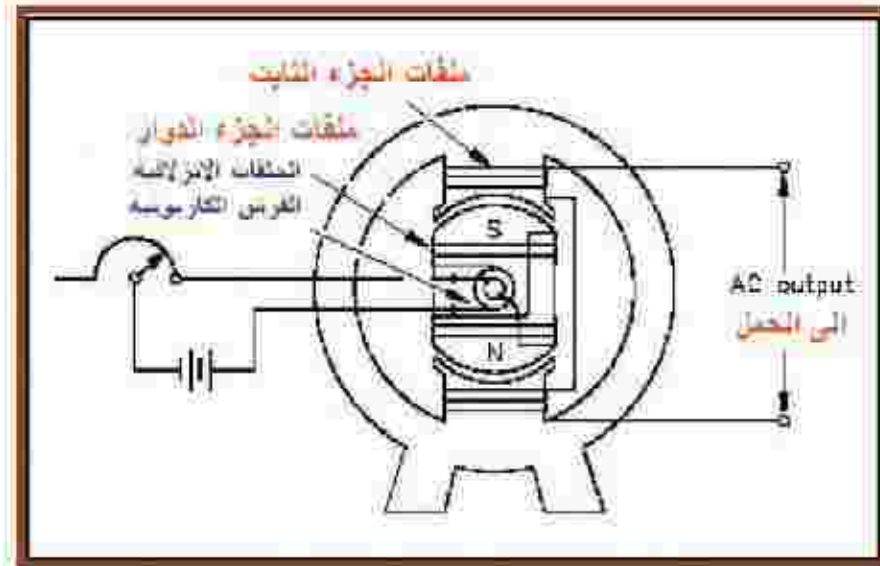 ملفات الجزء الثابت
ملفات الجزء الدوار
الحلقات الانزلاقية
الفرش الكاربونية
S
N
AC output
الى الحمل